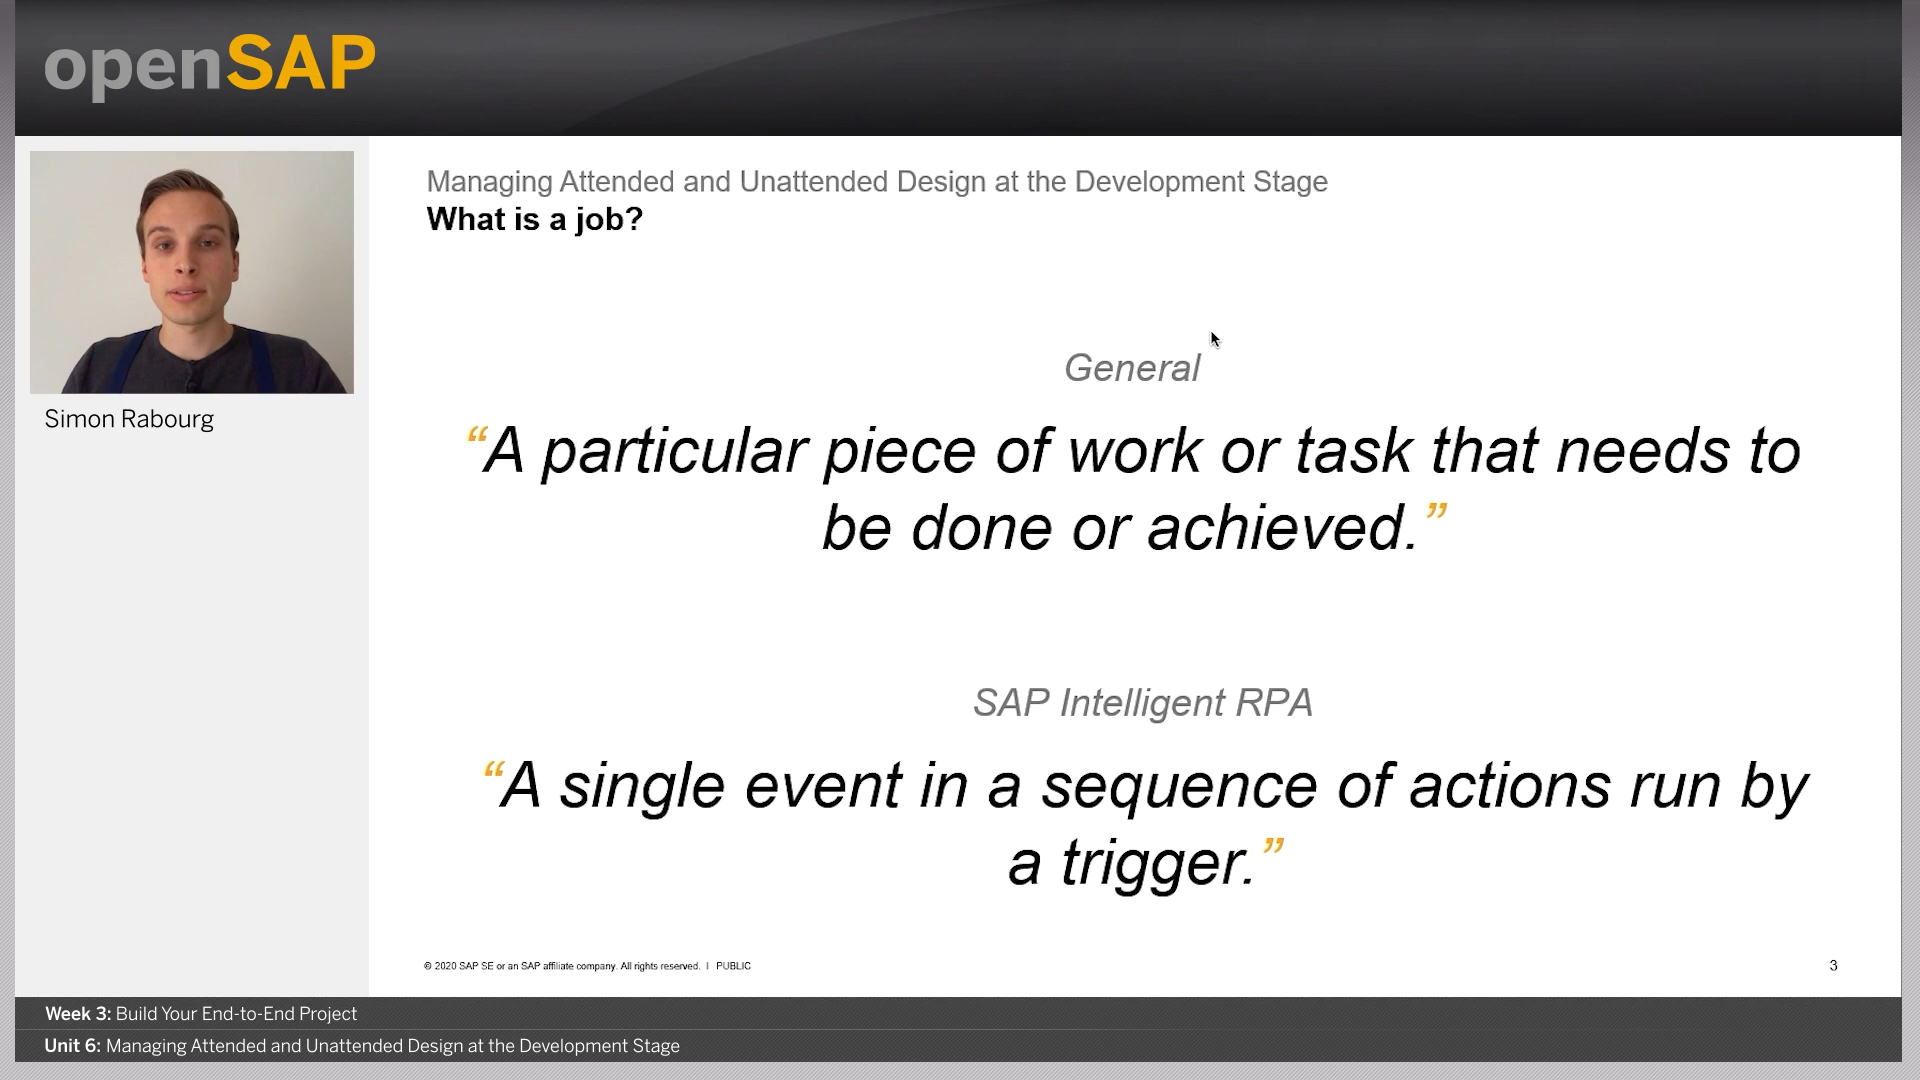 openSAP
Simon Rabourg
Managing Attended and Unattended Design at the Development Stage
What is a job?
General
“A particular piece of work or task that needs to
be done or achieved.”
SAP Intelligent RPA
“A single event in a sequence of actions run by
a trigger.”
© 2020 SAP SE or an SAP affiliate company. All rights reserved. I PUBLIC
3
Week 3: Build Your End-to-End Project
Unit 6: Managing Attended and Unattended Design at the Development Stage